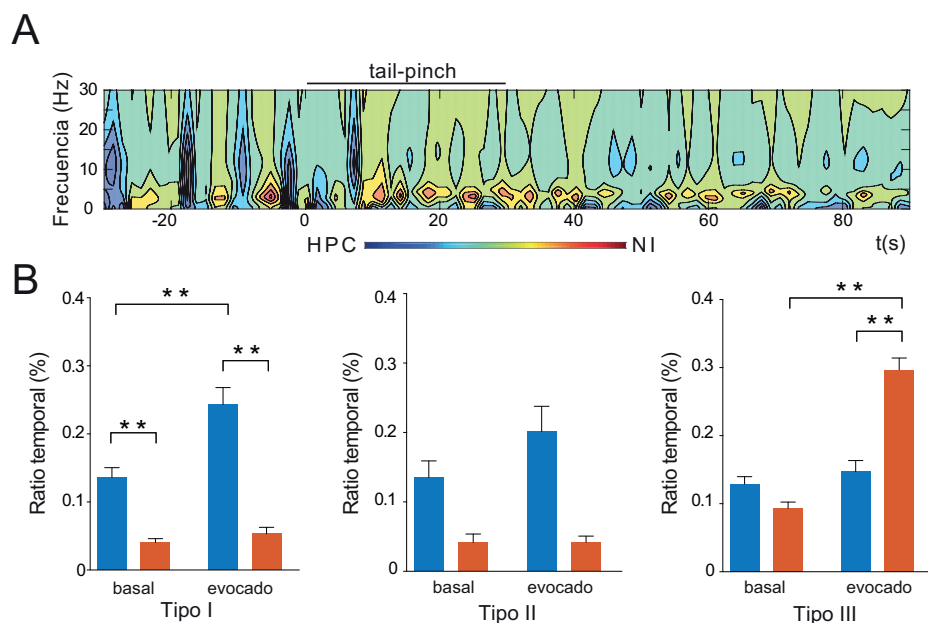 A
tail-pinch
Frecuencia (Hz)
30
20
10
0
-20
0
20
40
60
80
t(s)
HPC
NI
B
Ratio temporal (%)
0.4
0.3
0.2
0.1
0
* *
* *
* *
basal
evocado
Tipo I
Ratio temporal (%)
0.4
0.3
0.2
0.1
0
basal
evocado
Tipo II
Ratio temporal (%)
0.4
0.3
0.2
0.1
0
* *
* *
basal
evocado
Tipo III